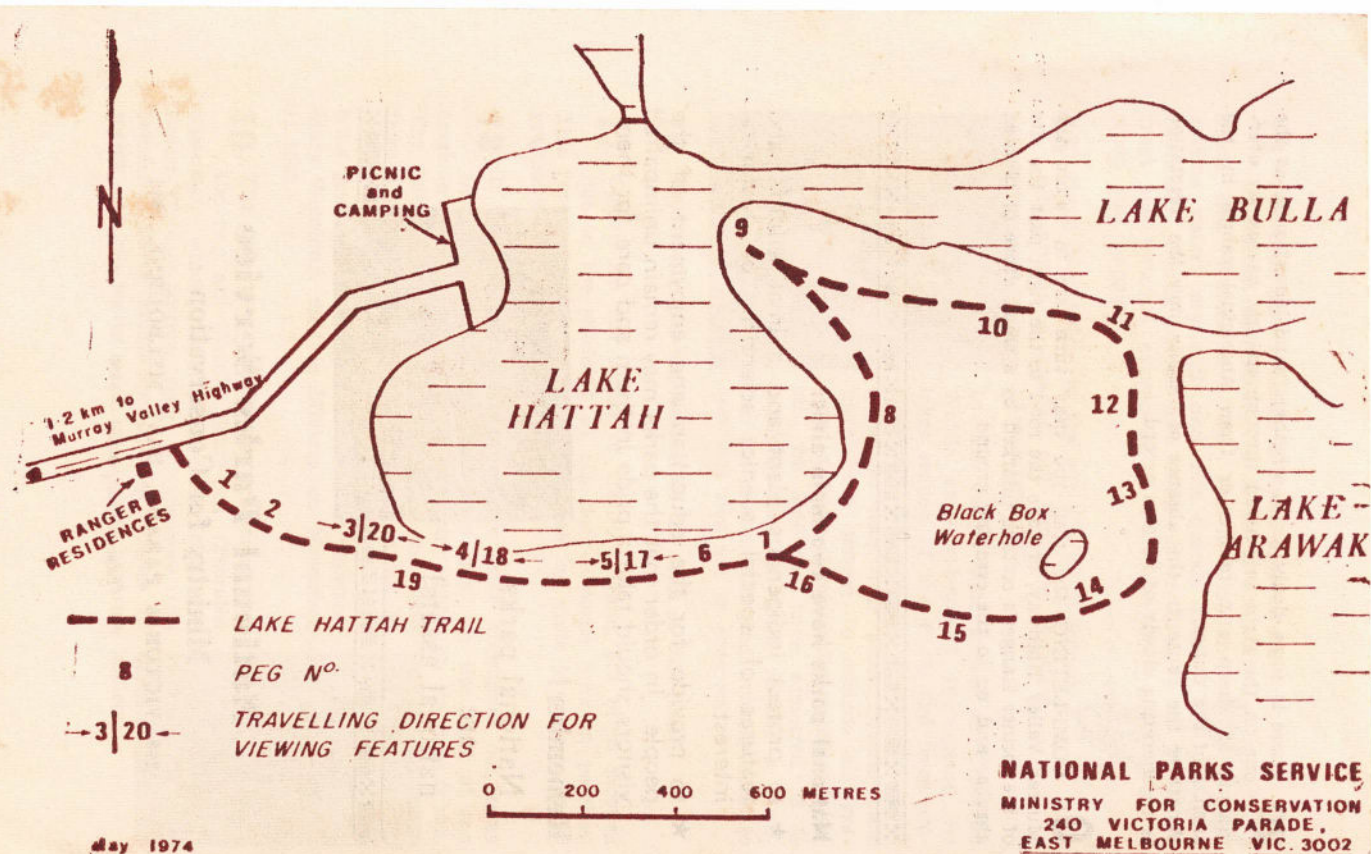 N
PICNIC
and
CAMPING
LAKE BULLA
9
10
11
LAKE
HATTAH
8
12
1·2 km to
Murray Valley Highway
RANGER
RESIDENCES
1
2
→3|20←
→4|18
19
→5|17←
6
7
16
Black Box
Waterhole
13
14
15
LAKE
ARAWAK
LAKE HATTAH TRAIL
8 PEG Nº.
→3|20← TRAVELLING DIRECTION FOR
VIEWING FEATURES
0 200 400 600 METRES
NATIONAL PARKS SERVICE
MINISTRY FOR CONSERVATION
240 VICTORIA PARADE,
EAST MELBOURNE VIC. 3002
May 1974